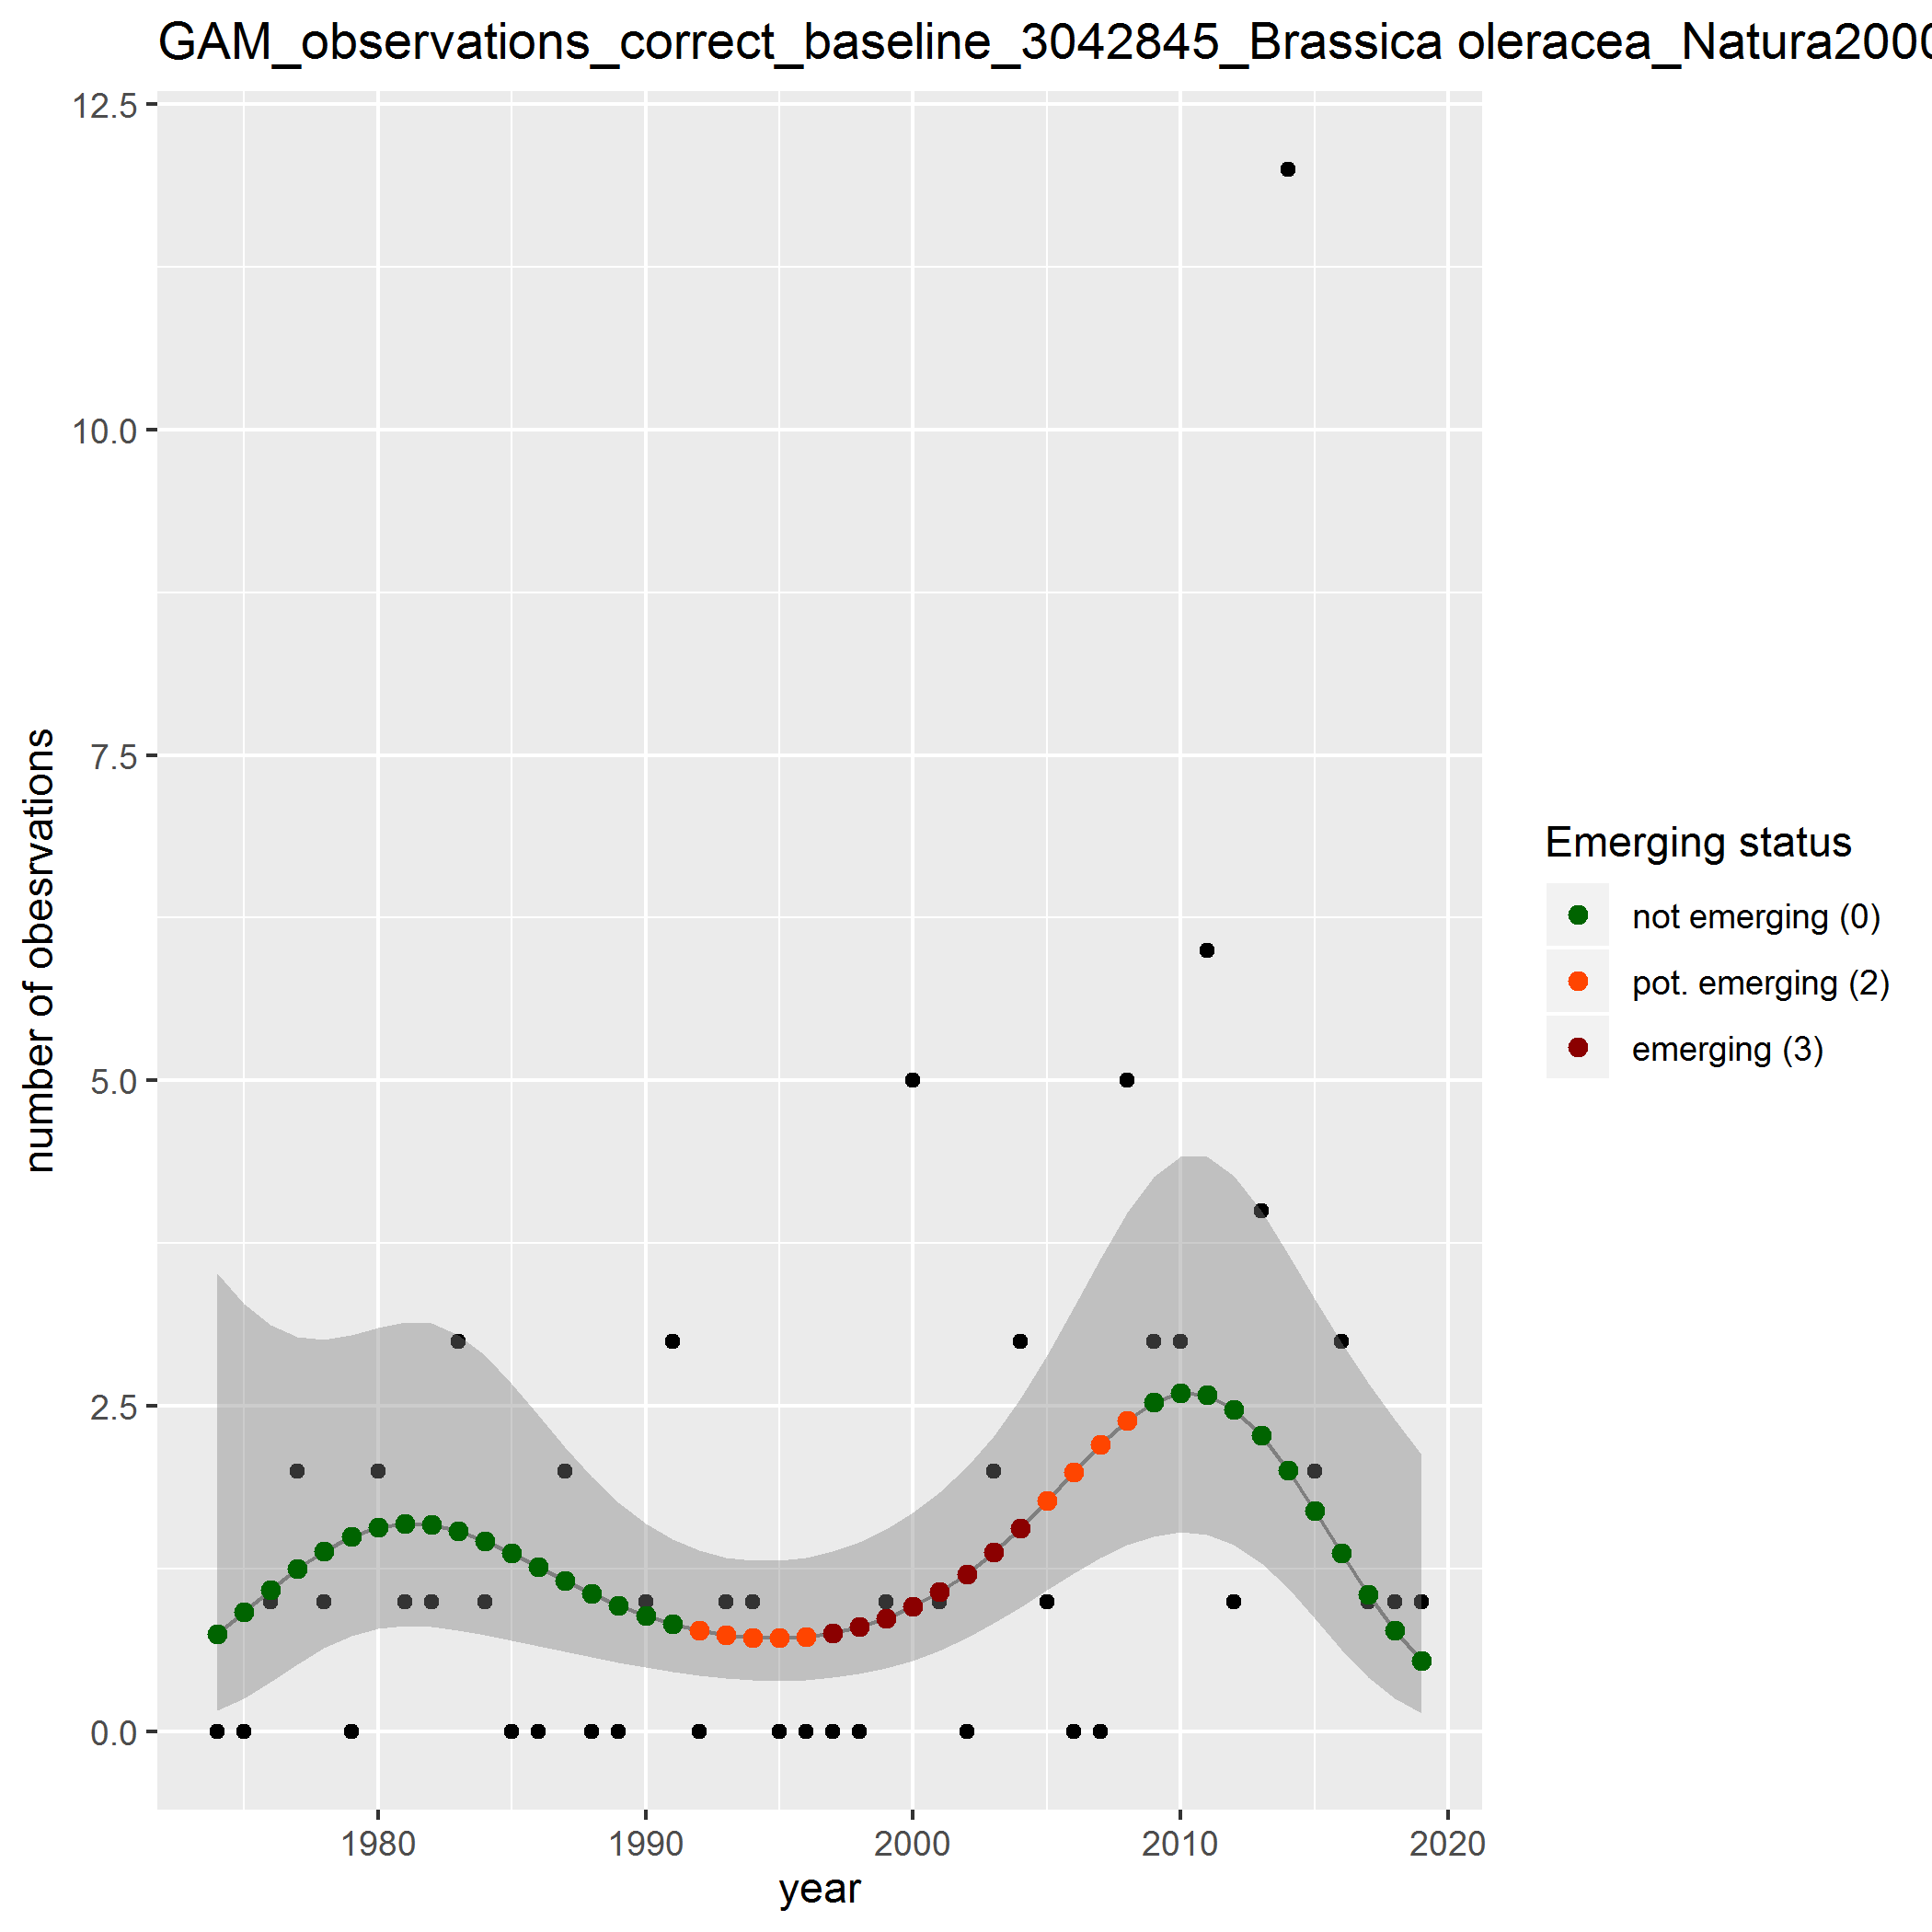 GAM_observations_correct_baseline_3042845_Brassica oleracea_Natura2000
12.5
10.0
7.5
5.0
2.5
0.0
number of obesrvations
1980
1990
2000
2010
2020
year
Emerging status
not emerging (0)
pot. emerging (2)
emerging (3)